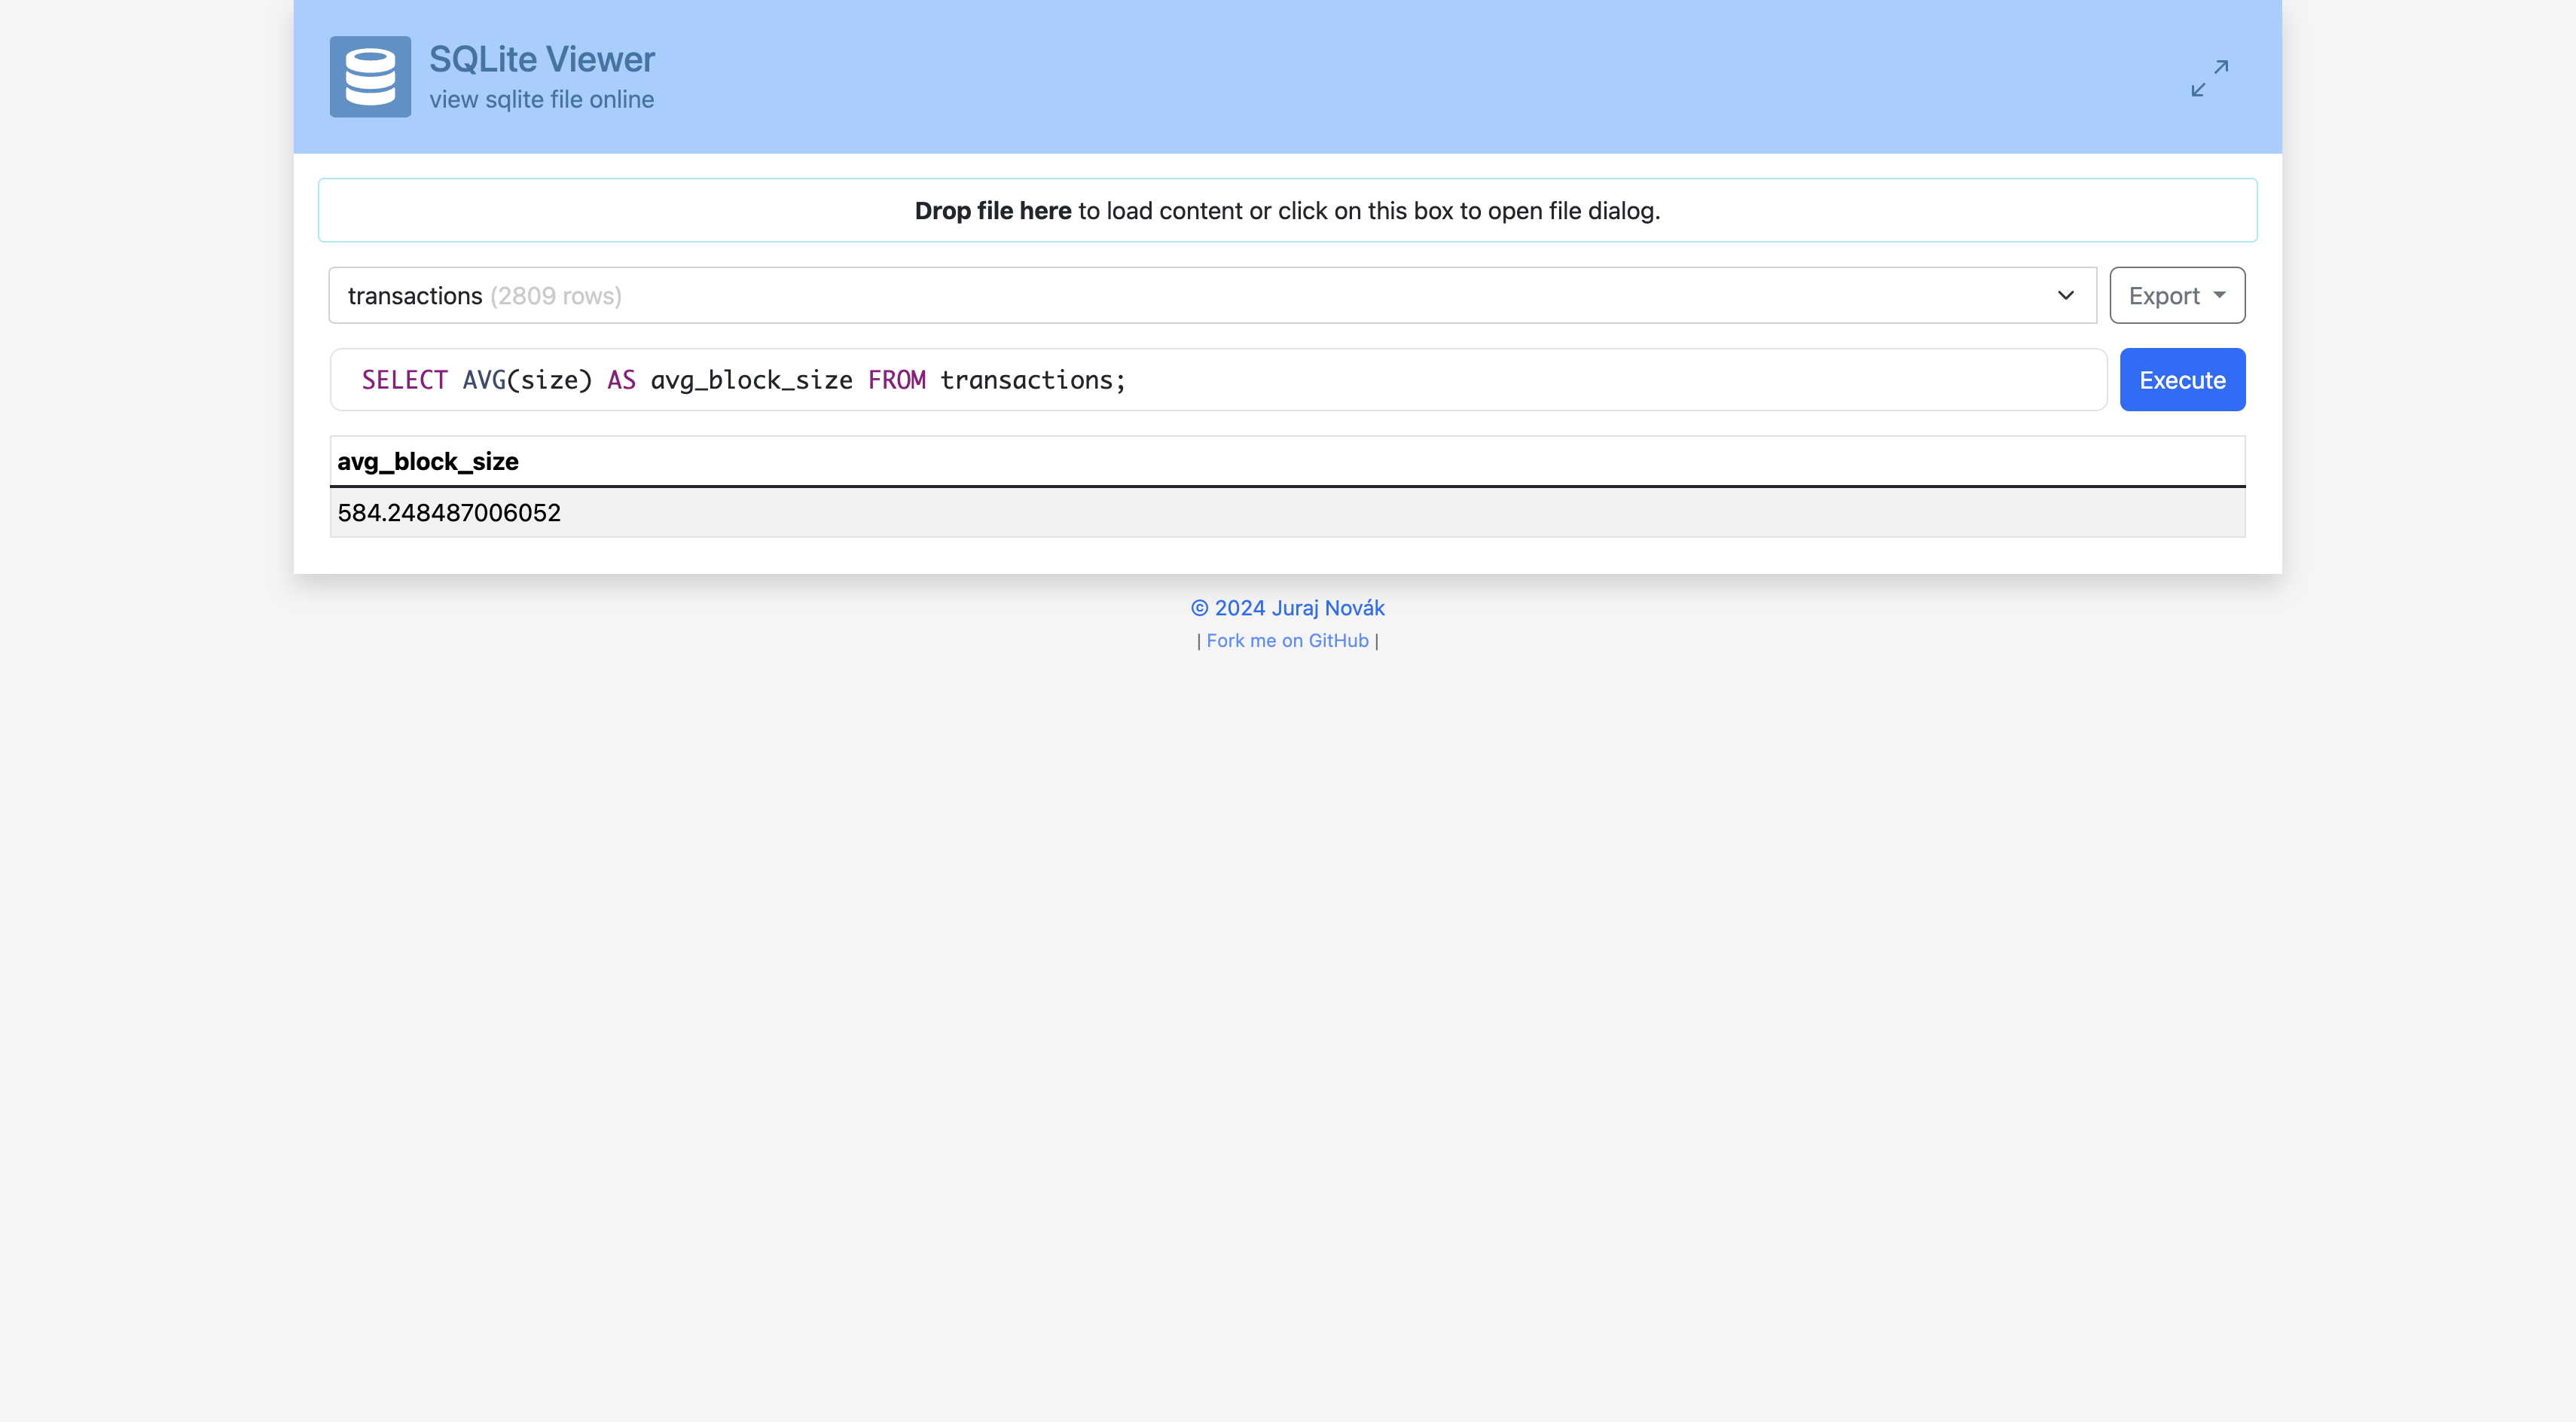 SQLite Viewer
view sqlite file online
Drop file here to load content or click on this box to open file dialog.
transactions (2809 rows)
Export
SELECT AVG(size) AS avg_block_size FROM transactions;
Execute
avg_block_size
584.248487006052
© 2024 Juraj Novák
| Fork me on GitHub |